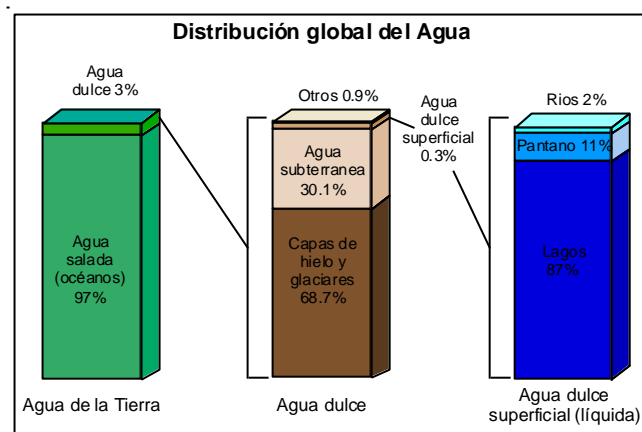 Distribución global del Agua
Agua
dulce 3%
Agua
salada
(océanos)
97%
Agua de la Tierra
Otros 0.9%
Agua
subterranea
30.1%
Capas de
hielo y
glaciares
68.7%
Agua dulce
Agua
dulce
superficial
0.3%
Rios 2%
Pantano 11%
Lagos
87%
Agua dulce
superficial (líquida)